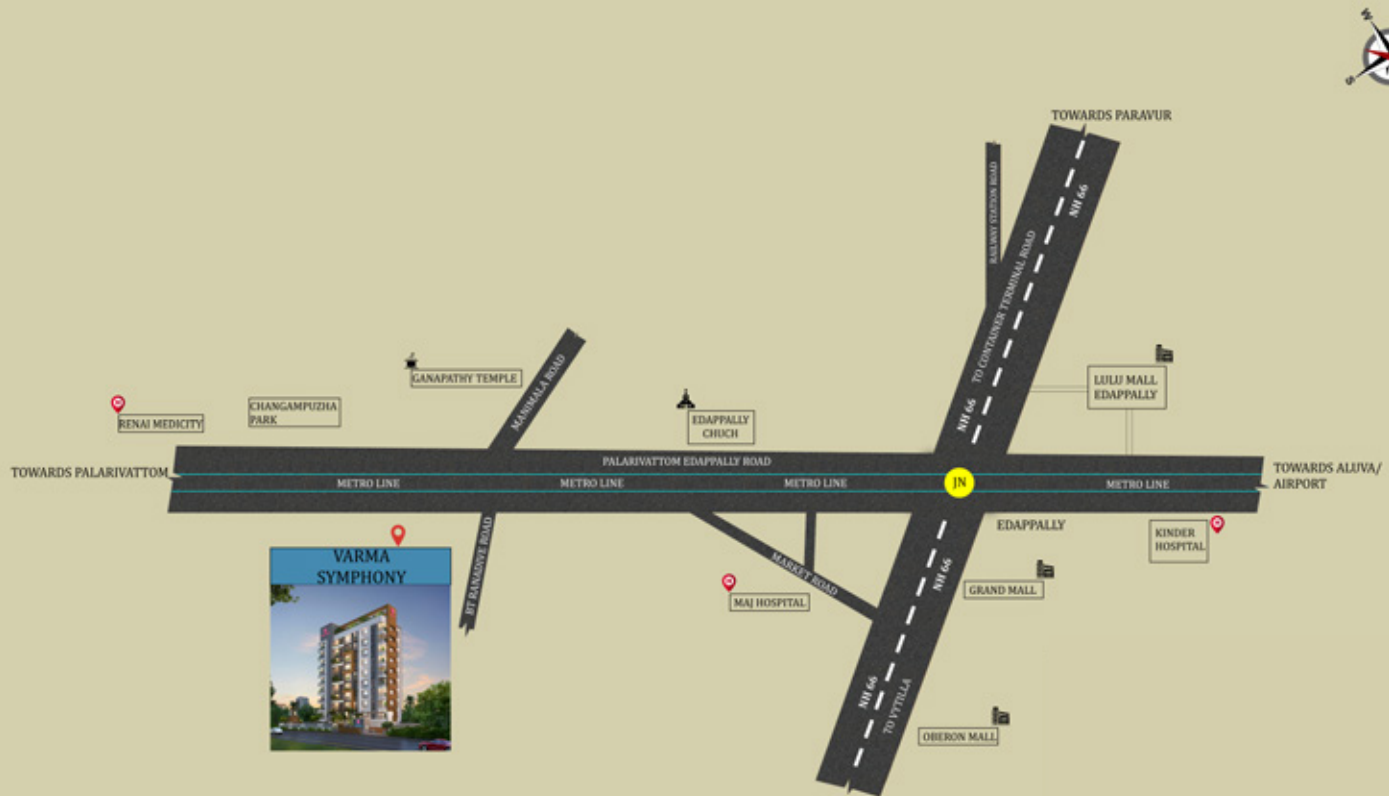 W
S
TOWARDS PARAVUR
RAILWAY STATION ROAD
NH 66
TO CONTAINER TERMINAL ROAD
NH 66
LULU MALL
EDAPPALLY
GANAPATHY TEMPLE
MANIMALA ROAD
CHANGAMPUZHA
PARK
RENAI MEDICITY
EDAPPALLY
CHUCH
TOWARDS PALARIVATTOM
PALARIVATTOM EDAPPALLY ROAD
METRO LINE
METRO LINE
METRO LINE
JN
METRO LINE
TOWARDS ALUVA/
AIRPORT
EDAPPALLY
KINDER
HOSPITAL
VARMA
SYMPHONY
BT RANADIVE ROAD
MARKET ROAD
MAJ HOSPITAL
NH 66
GRAND MALL
NH 66
TO VYTILLA
OBERON MALL